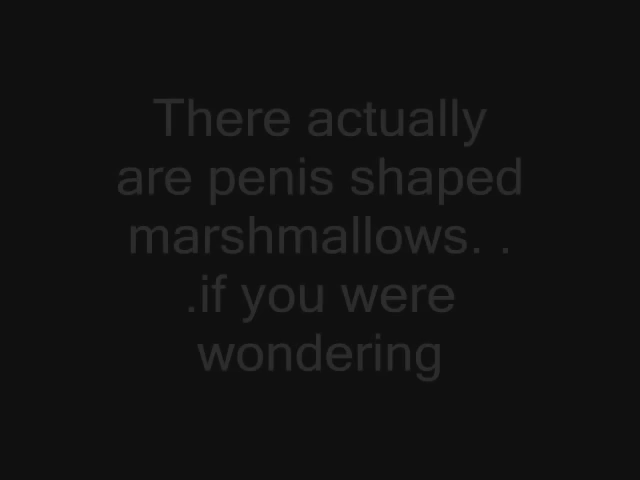 There actually
are penis shaped
marshmallows. .
.if you were
wondering